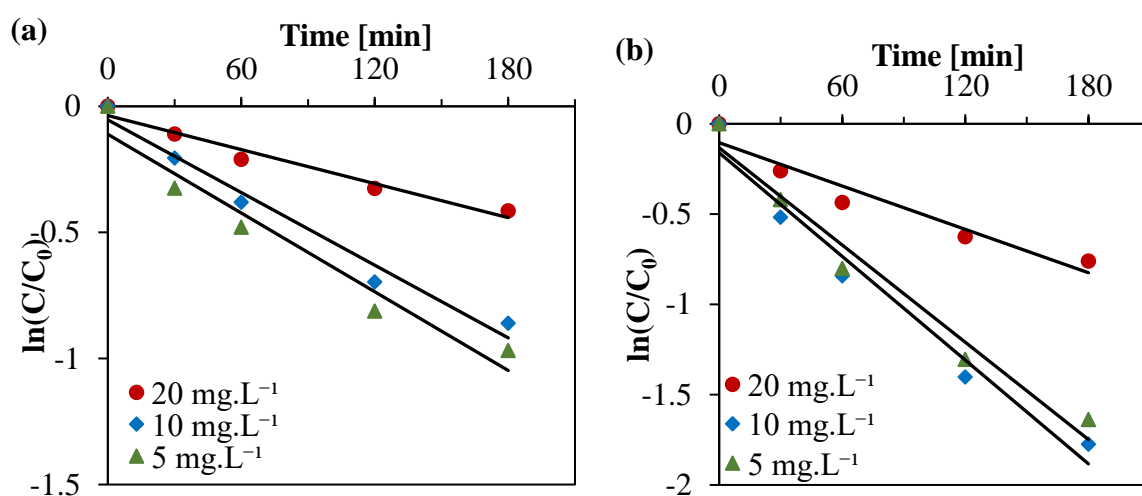 (a)
Time [min]
0 60 120 180
0
-0.5
-1
-1.5
ln(C/C₀)
20 mg.L⁻¹
10 mg.L⁻¹
5 mg.L⁻¹
(b)
Time [min]
0 60 120 180
0
-0.5
-1
-1.5
-2
ln(C/C₀)
20 mg.L⁻¹
10 mg.L⁻¹
5 mg.L⁻¹